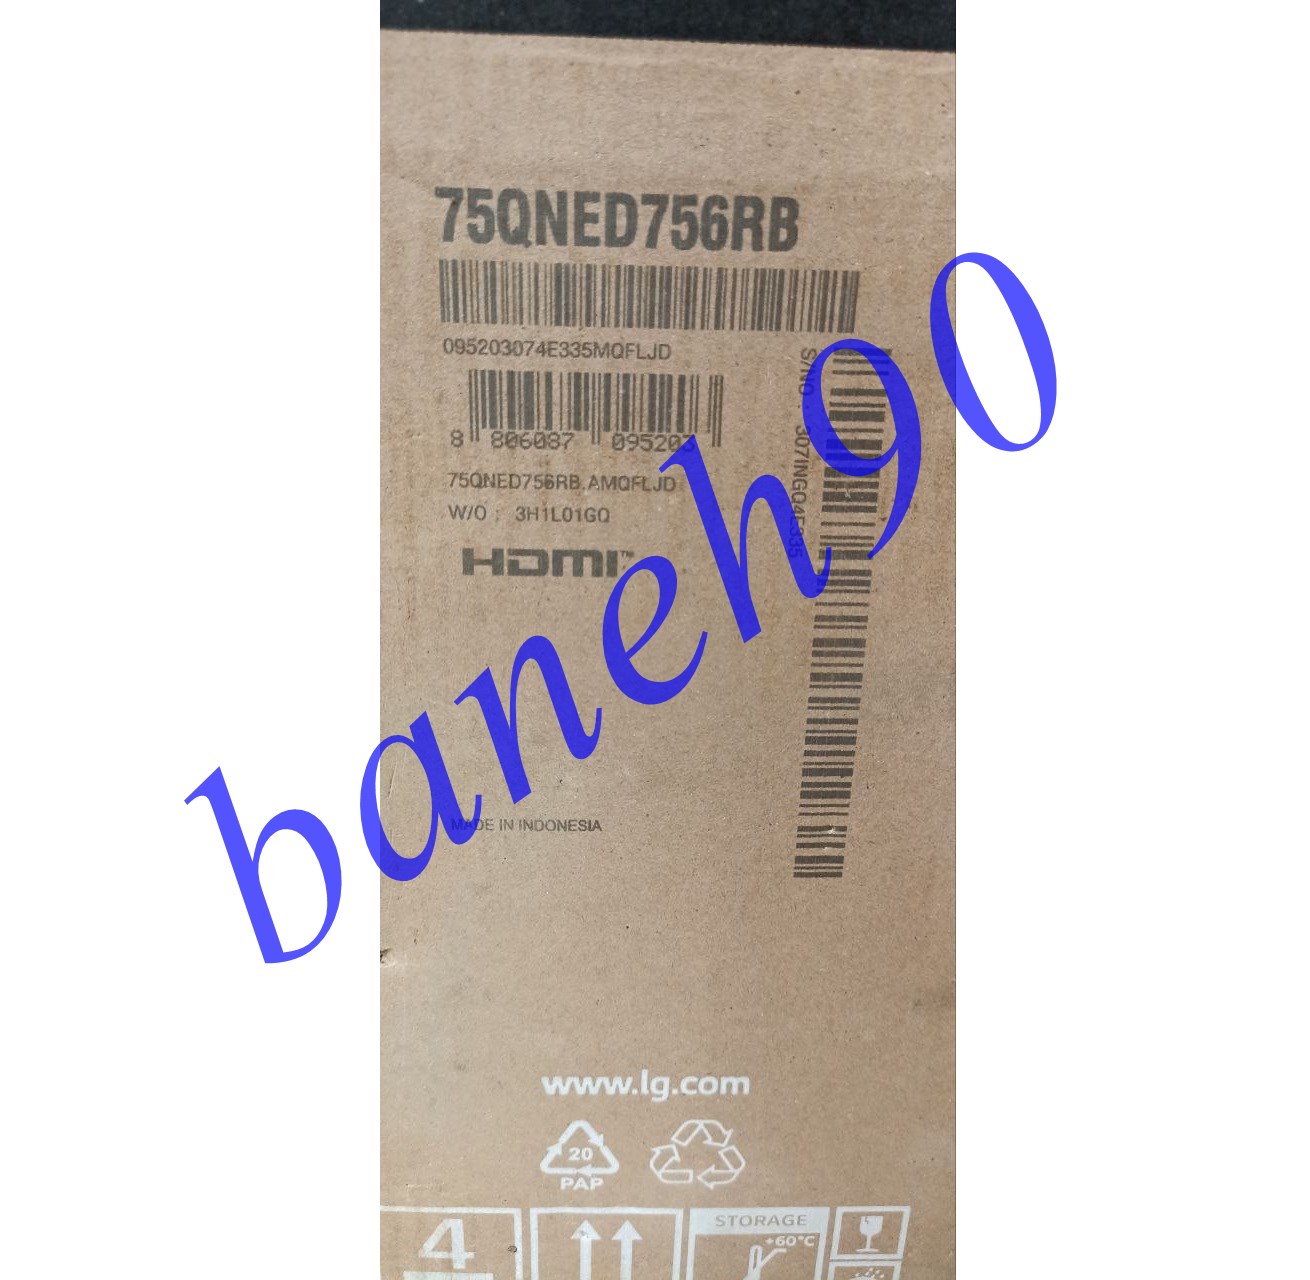 75QNED756RB
095203074E335MQFLJD
8 806087 095203
75QNED756RB.AMQFLJD
W/O : 3H1L01GQ
HDMI™
S/NO : 307INGQ4E335
baneh90
MADE IN INDONESIA
www.lg.com
20
PAP
4
STORAGE
+60°C